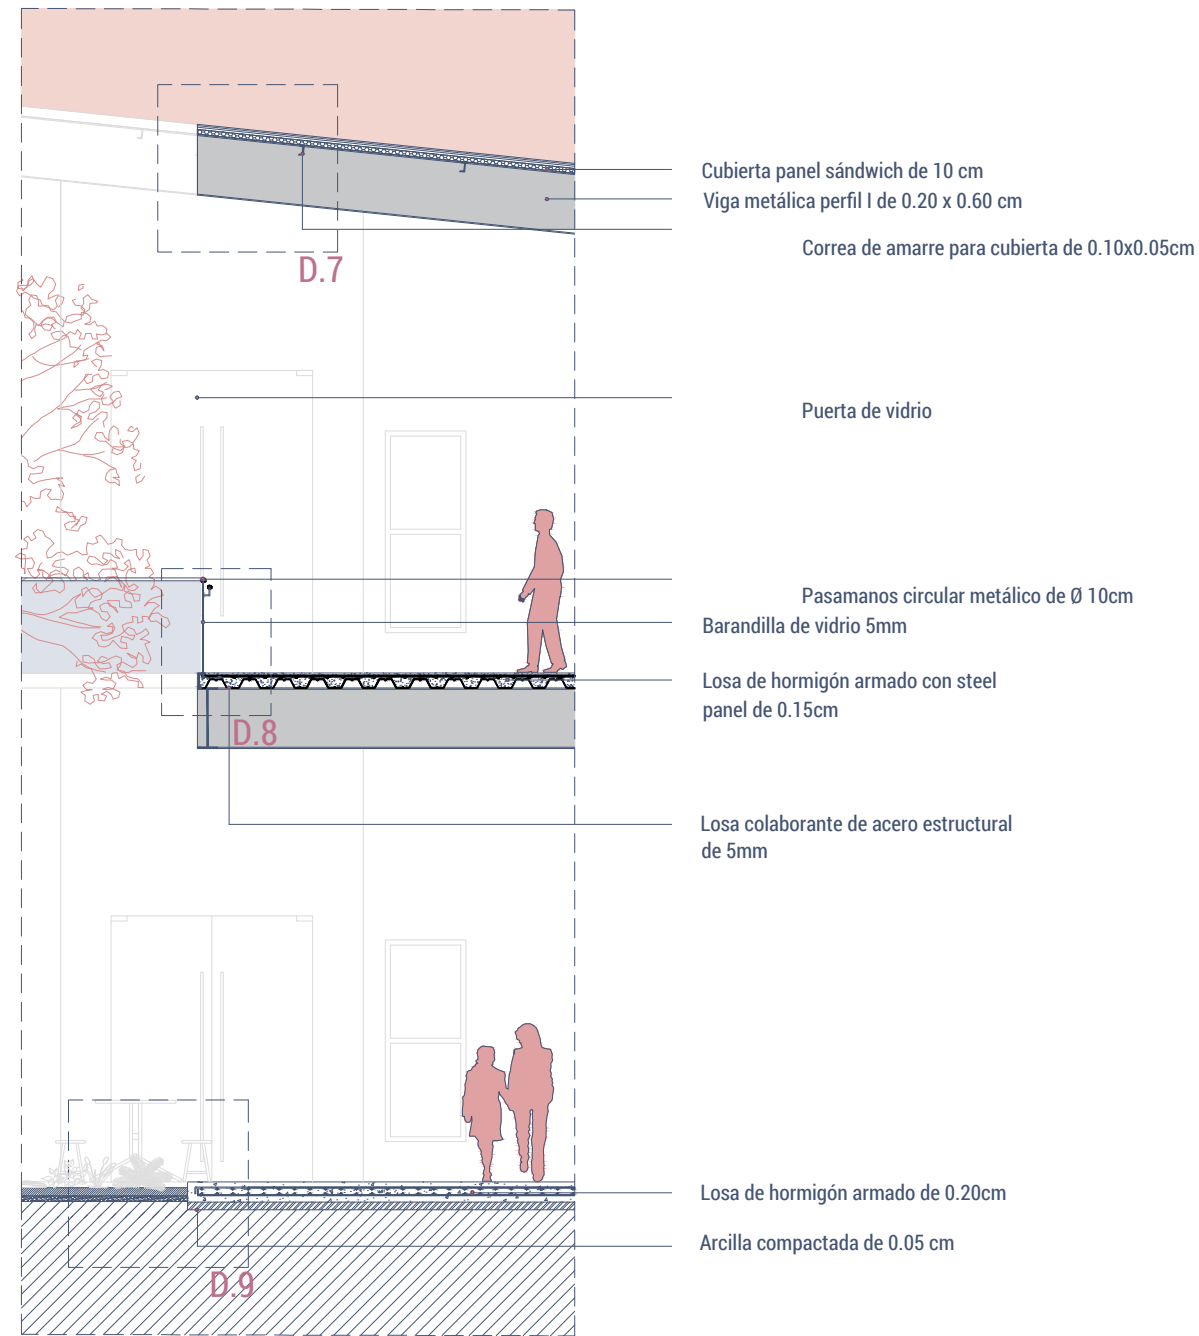 Cubierta panel sándwich de 10 cm
Viga metálica perfil I de 0.20 x 0.60 cm
Correa de amarre para cubierta de 0.10x0.05cm
D.7
Puerta de vidrio
Pasamanos circular metálico de Ø 10cm
Barandilla de vidrio 5mm
Losa de hormigón armado con steel
panel de 0.15cm
D.8
Losa colaborante de acero estructural
de 5mm
Losa de hormigón armado de 0.20cm
Arcilla compactada de 0.05 cm
D.9